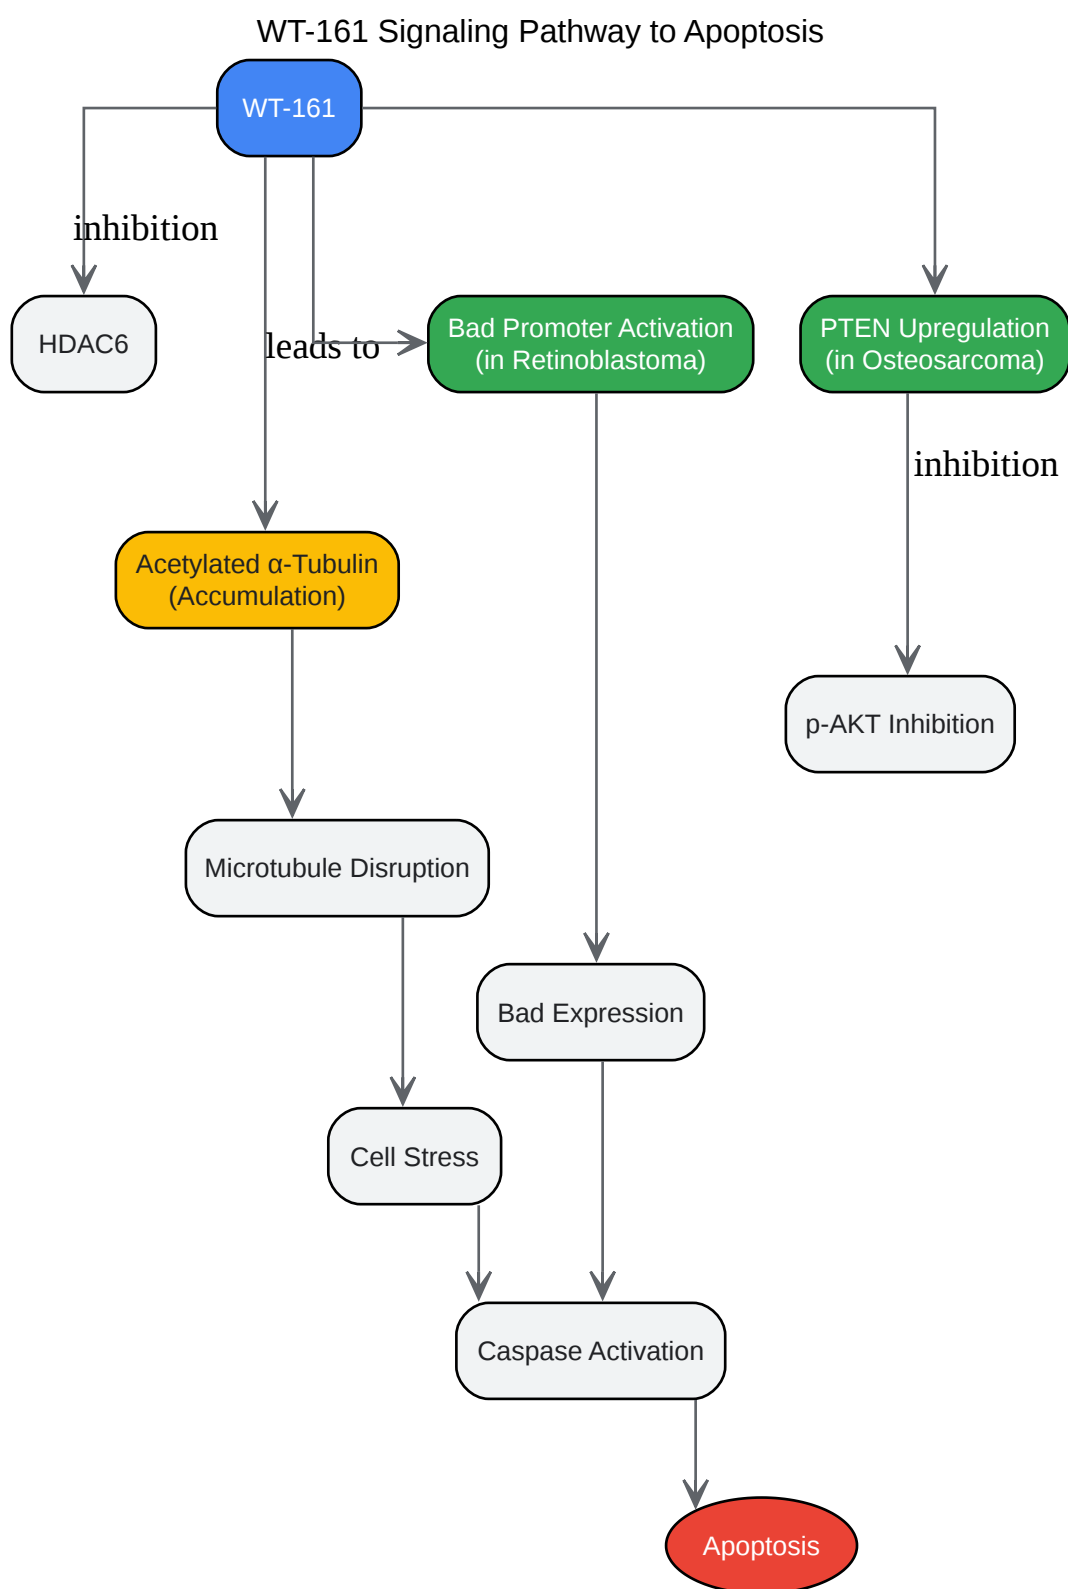 WT-161 Signaling Pathway to Apoptosis
WT-161
inhibition
HDAC6
leads to
Bad Promoter Activation
(in Retinoblastoma)
PTEN Upregulation
(in Osteosarcoma)
inhibition
Acetylated α-Tubulin
(Accumulation)
p-AKT Inhibition
Microtubule Disruption
Bad Expression
Cell Stress
Caspase Activation
Apoptosis